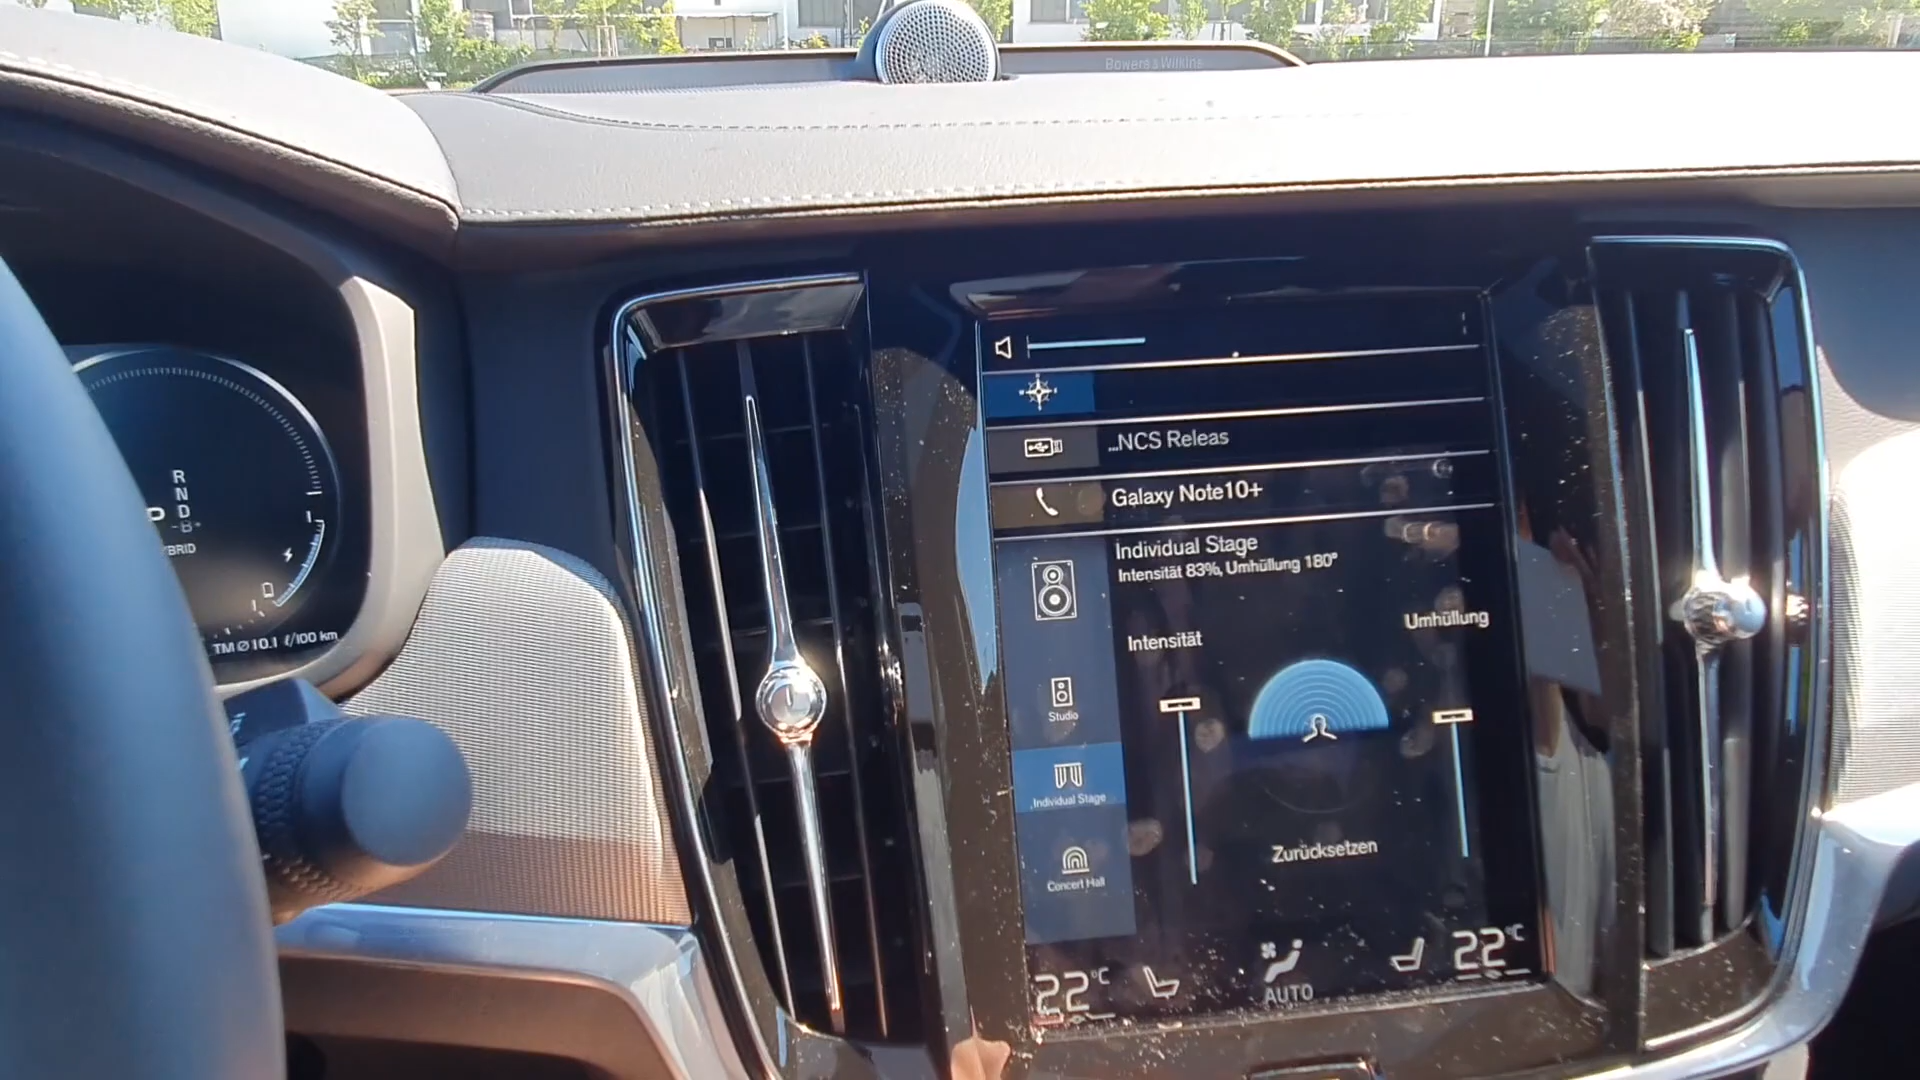 Bowers & Wilkins
...NCS Releas
Galaxy Note10+
Individual Stage
Intensität 83%, Umhüllung 180°
Umhüllung
Intensität
Studio
Individual Stage
Concert Hall
Zurücksetzen
22°C
AUTO
22°C
R
N
D
-B+
TM Ø 10.1 ℓ/100 km